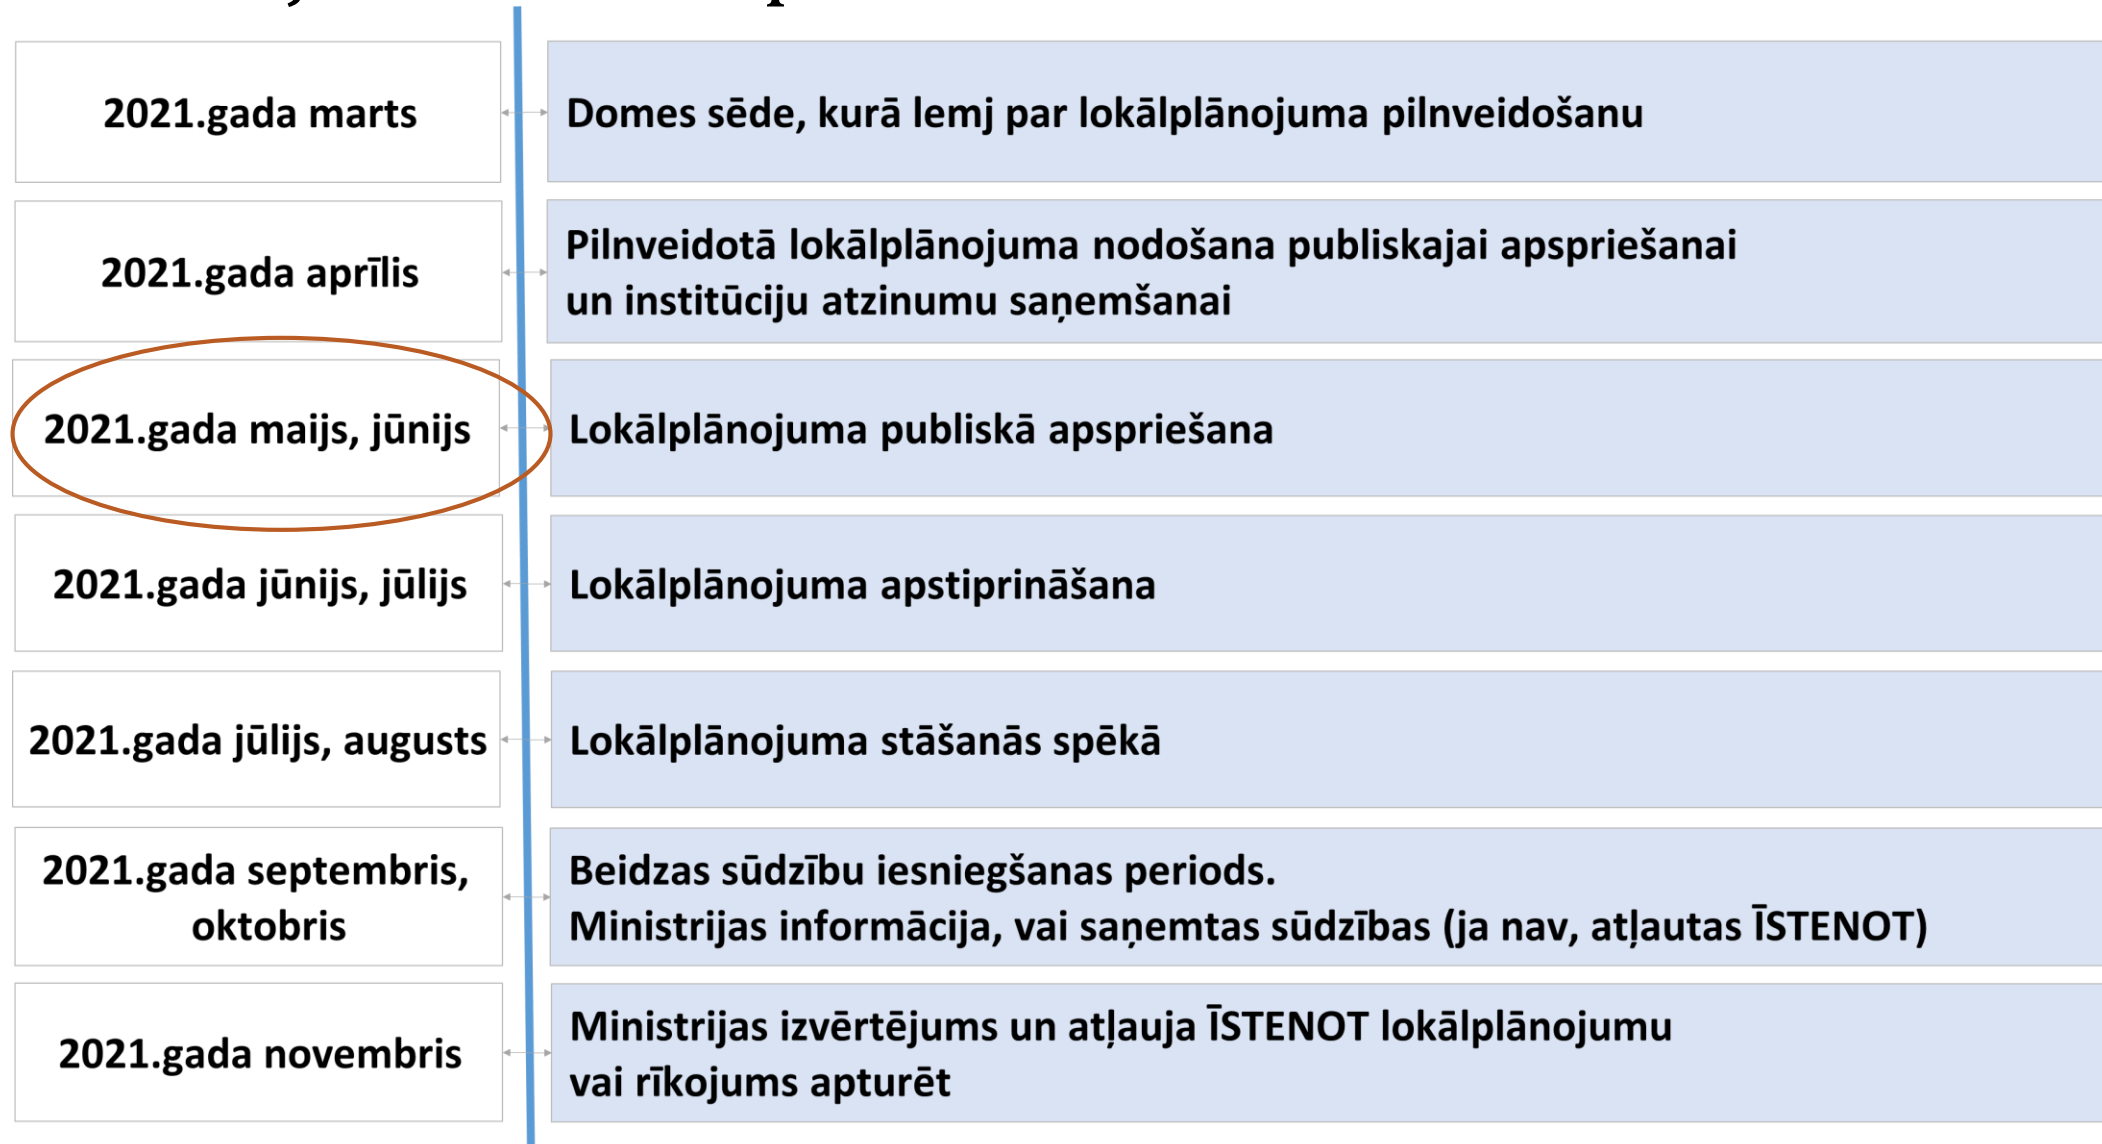 2021.gada marts
Domes sēde, kurā lemj par lokālplānojuma pilnveidošanu
2021.gada aprīlis
Pilnveidotā lokālplānojuma nodošana publiskajai apspriešanai
un institūciju atzinumu saņemšanai
2021.gada maijs, jūnijs
Lokālplānojuma publiskā apspriešana
2021.gada jūnijs, jūlijs
Lokālplānojuma apstiprināšana
2021.gada jūlijs, augusts
Lokālplānojuma stāšanās spēkā
2021.gada septembris,
oktobris
Beidzas sūdzību iesniegšanas periods.
Ministrijas informācija, vai saņemtas sūdzības (ja nav, atļautas ĪSTENOT)
2021.gada novembris
Ministrijas izvērtējums un atļauja ĪSTENOT lokālplānojumu
vai rīkojums apturēt